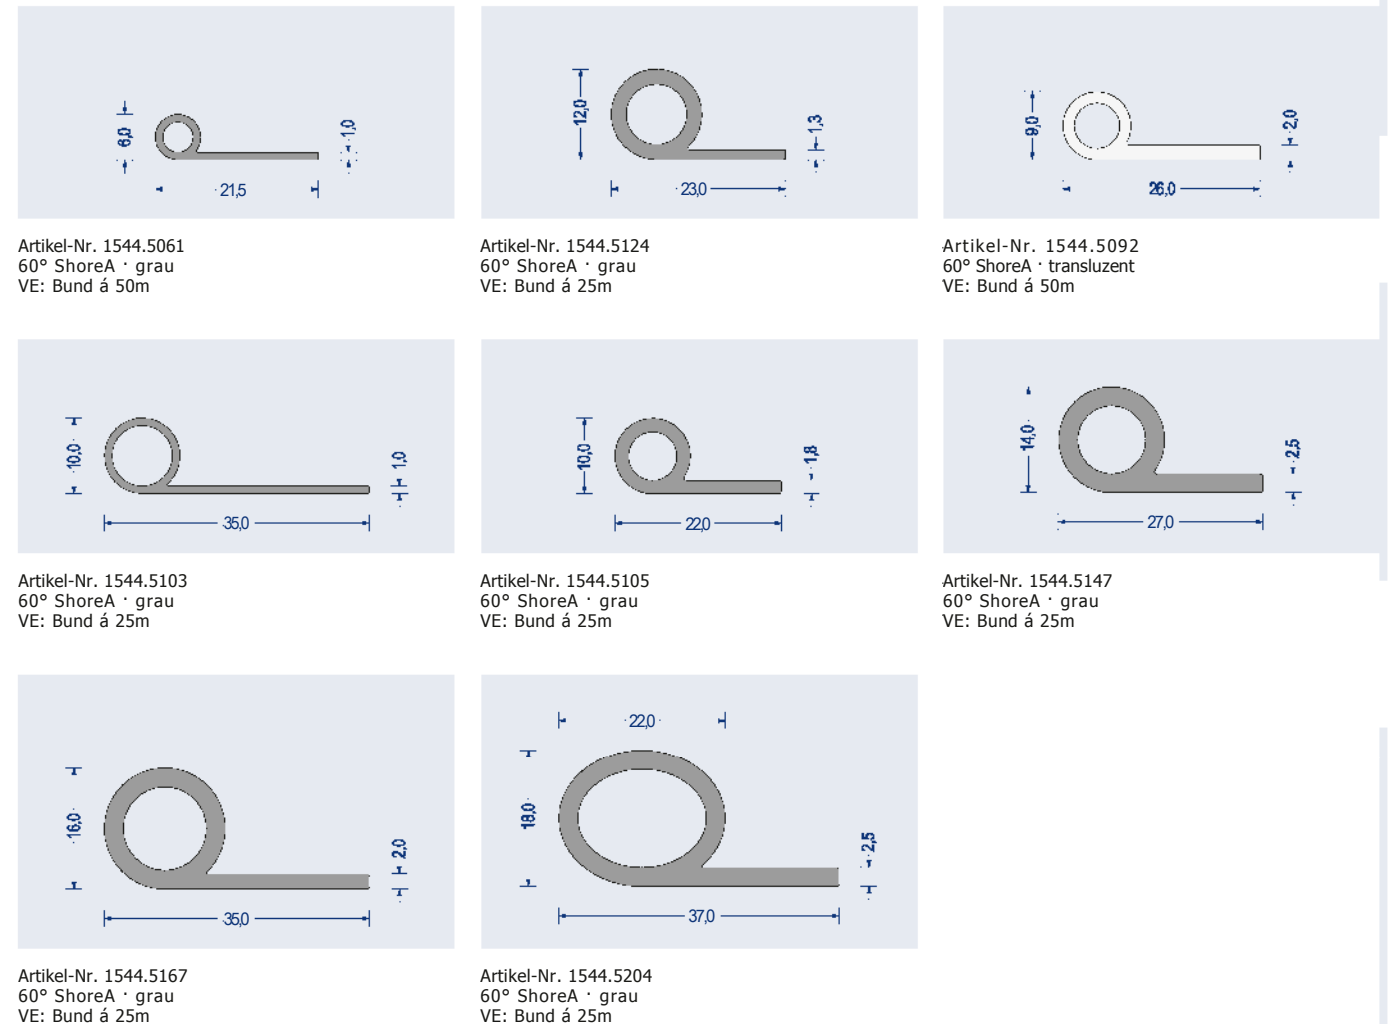 6,0
1,0
21,5
Artikel-Nr. 1544.5061
60° ShoreA · grau
VE: Bund á 50m
12,0
1,3
23,0
Artikel-Nr. 1544.5124
60° ShoreA · grau
VE: Bund á 25m
9,0
2,0
26,0
Artikel-Nr. 1544.5092
60° ShoreA · transluzent
VE: Bund á 50m
10,0
1,0
35,0
Artikel-Nr. 1544.5103
60° ShoreA · grau
VE: Bund á 25m
10,0
1,8
22,0
Artikel-Nr. 1544.5105
60° ShoreA · grau
VE: Bund á 25m
14,0
2,5
27,0
Artikel-Nr. 1544.5147
60° ShoreA · grau
VE: Bund á 25m
16,0
2,0
35,0
Artikel-Nr. 1544.5167
60° ShoreA · grau
VE: Bund á 25m
22,0
18,0
2,5
37,0
Artikel-Nr. 1544.5204
60° ShoreA · grau
VE: Bund á 25m